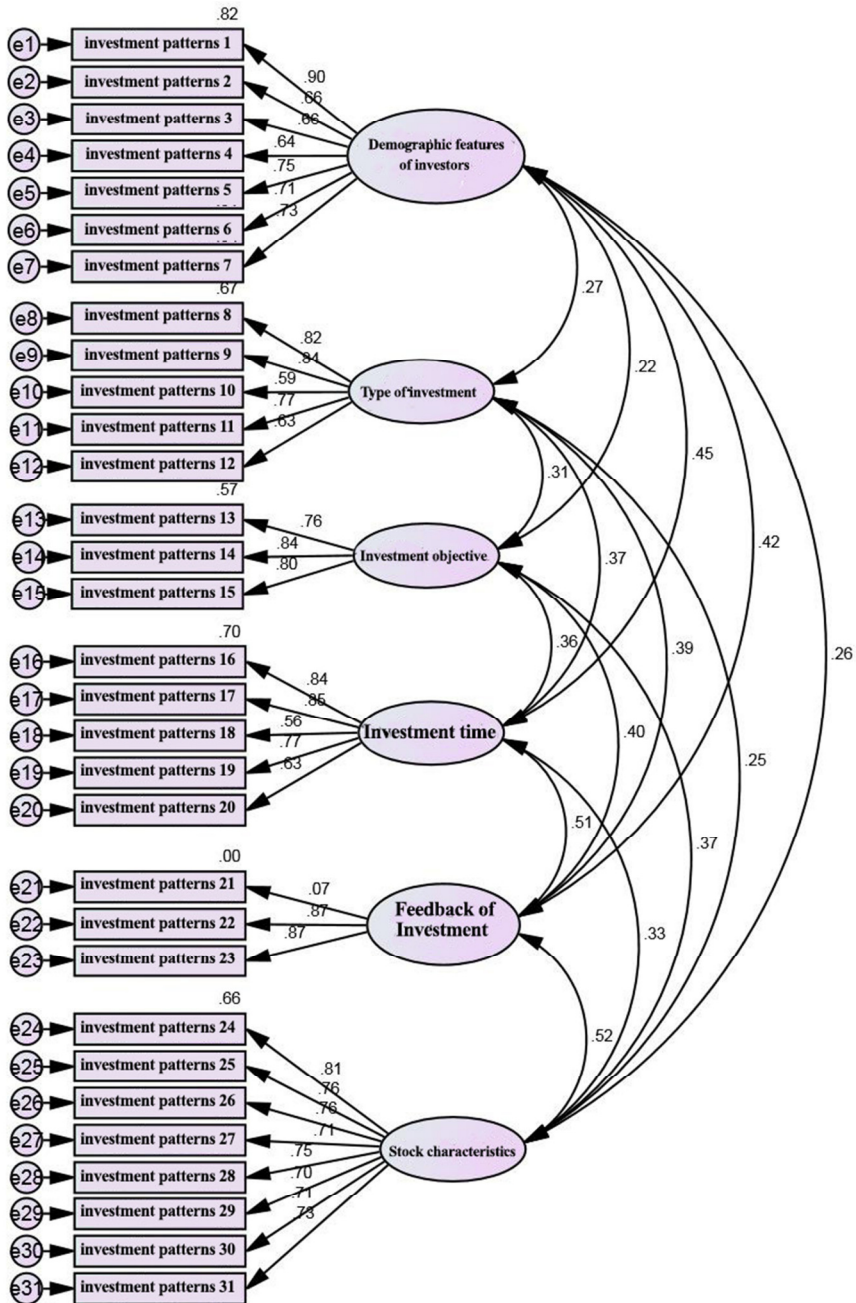 .82
e1 investment patterns 1
e2 investment patterns 2
e3 investment patterns 3
e4 investment patterns 4
e5 investment patterns 5
e6 investment patterns 6
e7 investment patterns 7
.90
.66
.66
.64
.75
.71
.73
Demographic features
of investors
.67
e8 investment patterns 8
e9 investment patterns 9
e10 investment patterns 10
e11 investment patterns 11
e12 investment patterns 12
.82
.84
.59
.77
.63
Type of investment
.57
e13 investment patterns 13
e14 investment patterns 14
e15 investment patterns 15
.76
.84
.80
Investment objective
.70
e16 investment patterns 16
e17 investment patterns 17
e18 investment patterns 18
e19 investment patterns 19
e20 investment patterns 20
.84
.85
.56
.77
.63
Investment time
.00
e21 investment patterns 21
e22 investment patterns 22
e23 investment patterns 23
.07
.87
.87
Feedback of
Investment
.66
e24 investment patterns 24
e25 investment patterns 25
e26 investment patterns 26
e27 investment patterns 27
e28 investment patterns 28
e29 investment patterns 29
e30 investment patterns 30
e31 investment patterns 31
.81
.76
.76
.71
.75
.70
.71
.73
Stock characteristics
.27
.22
.45
.31
.42
.37
.36
.39
.26
.40
.25
.51
.37
.33
.52